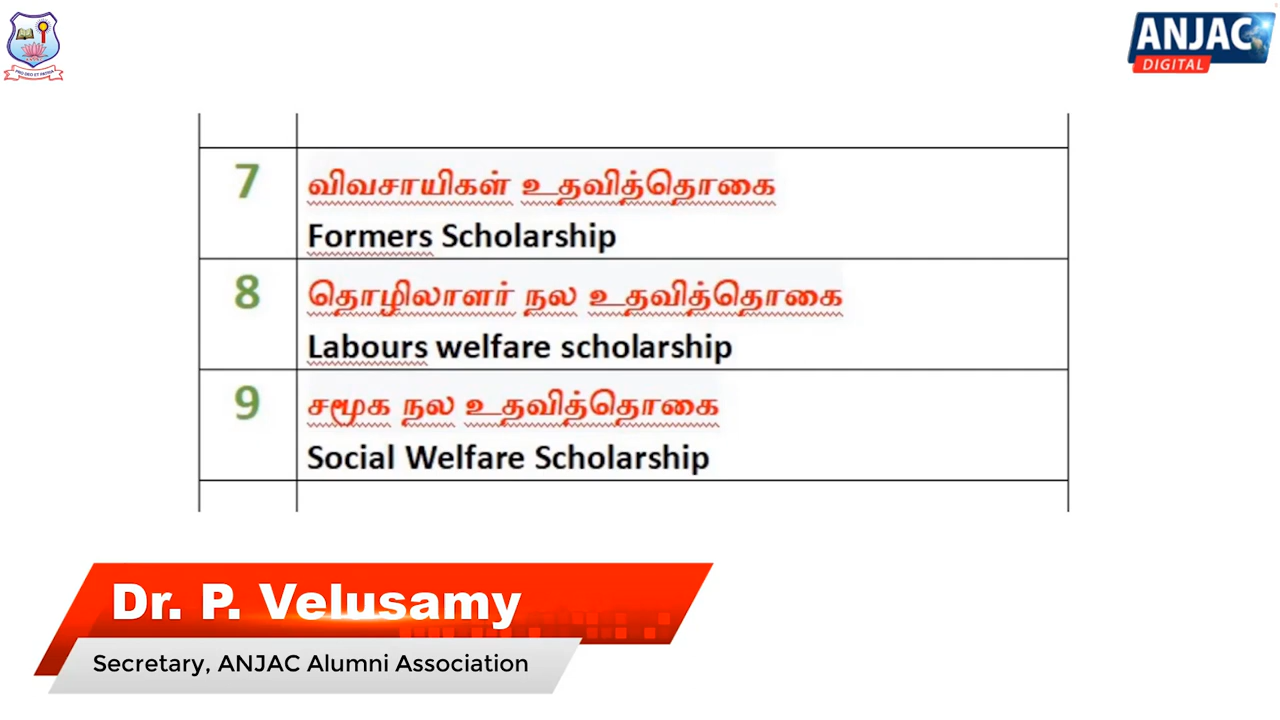 ANJAC
DIGITAL
7
விவசாயிகள் உதவித்தொகை
Formers Scholarship
8
தொழிலாளர் நல உதவித்தொகை
Labours welfare scholarship
9
சமூக நல உதவித்தொகை
Social Welfare Scholarship
Dr. P. Velusamy
Secretary, ANJAC Alumni Association